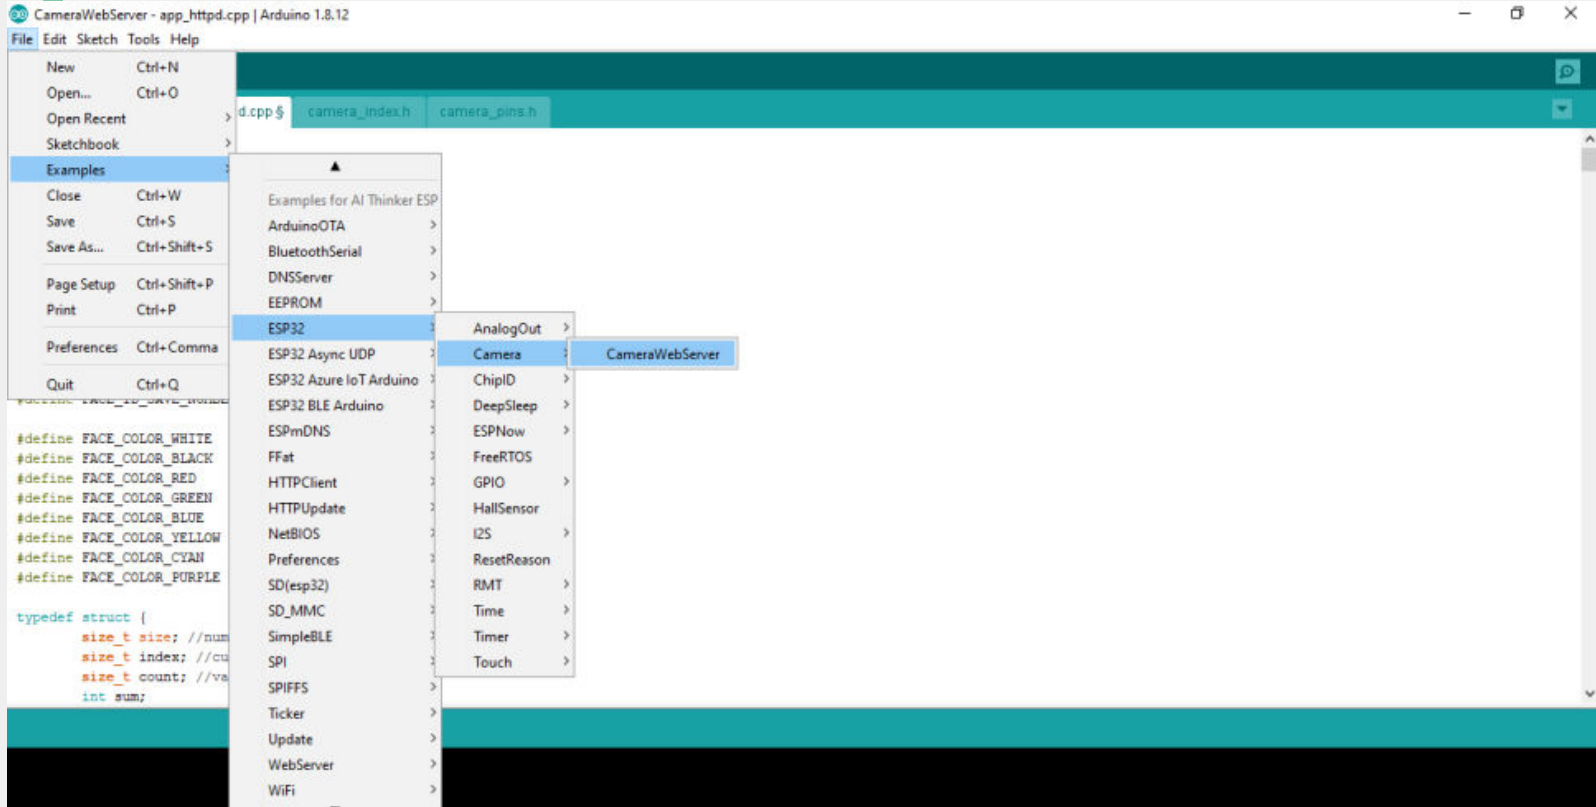 CameraWebServer - app_httpd.cpp | Arduino 1.8.12
File Edit Sketch Tools Help
New Ctrl+N
Open... Ctrl+O
Open Recent
Sketchbook
Examples
Close Ctrl+W
Save Ctrl+S
Save As... Ctrl+Shift+S
Page Setup Ctrl+Shift+P
Print Ctrl+P
Preferences Ctrl+Comma
Quit Ctrl+Q
d.cpp § camera_index.h camera_pins.h
Examples for AI Thinker ESP
ArduinoOTA
BluetoothSerial
DNSServer
EEPROM
ESP32
ESP32 Async UDP
ESP32 Azure IoT Arduino
ESP32 BLE Arduino
ESPmDNS
FFat
HTTPClient
HTTPUpdate
NetBIOS
Preferences
SD(esp32)
SD_MMC
SimpleBLE
SPI
SPIFFS
Ticker
Update
WebServer
WiFi
AnalogOut
Camera
ChipID
DeepSleep
ESPNow
FreeRTOS
GPIO
HallSensor
I2S
ResetReason
RMT
Time
Timer
Touch
CameraWebServer
#define FACE_COLOR_WHITE
#define FACE_COLOR_BLACK
#define FACE_COLOR_RED
#define FACE_COLOR_GREEN
#define FACE_COLOR_BLUE
#define FACE_COLOR_YELLOW
#define FACE_COLOR_CYAN
#define FACE_COLOR_PURPLE
typedef struct {
size_t size; //num
size_t index; //cu
size_t count; //va
int sum;